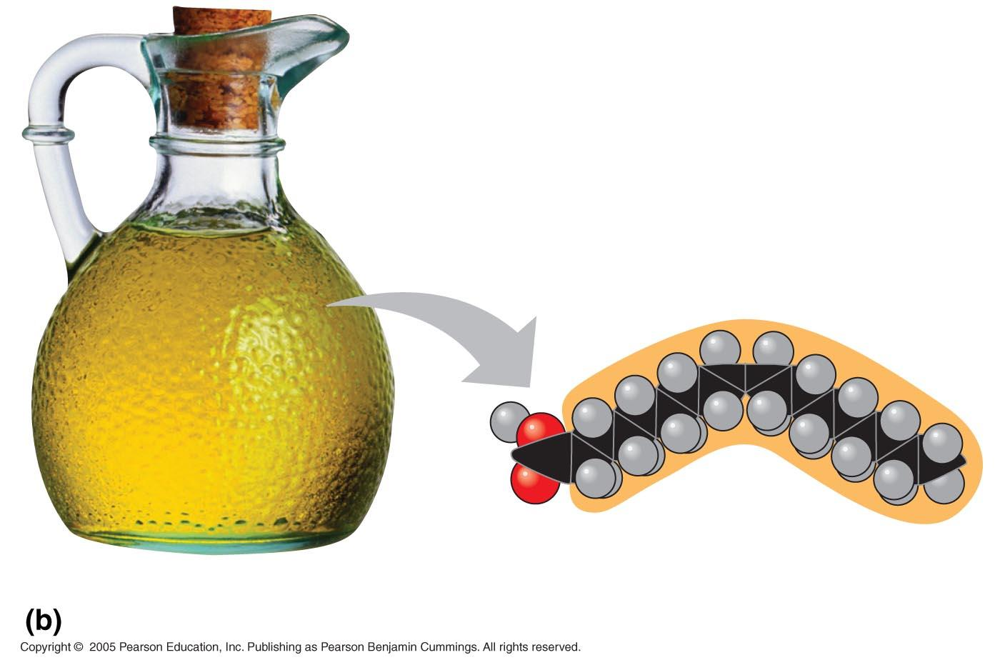 (b)
Copyright © 2005 Pearson Education, Inc. Publishing as Pearson Benjamin Cummings. All rights reserved.